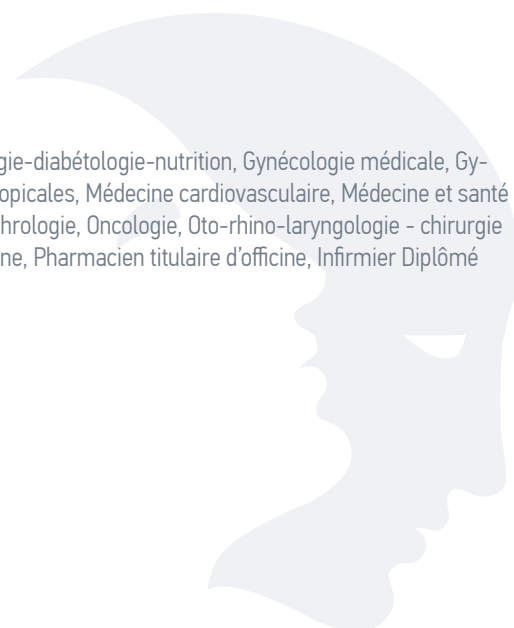 gie-diabétologie-nutrition, Gynécologie médicale, Gy-
opicales, Médecine cardiovasculaire, Médecine et santé
hrologie, Oncologie, Oto-rhino-laryngologie - chirurgie
ne, Pharmacien titulaire d’officine, Infirmier Diplômé